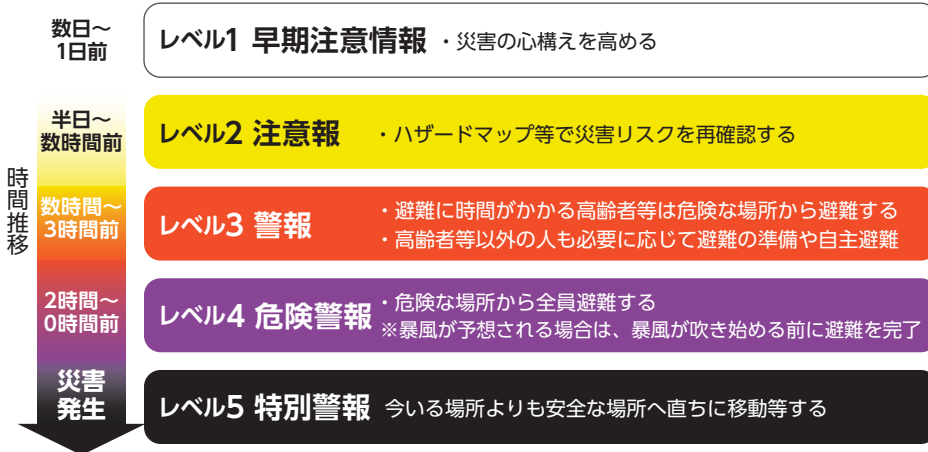 時間推移
数日～
1日前
レベル1 早期注意情報 ・災害の心構えを高める
半日～
数時間前
レベル2 注意報 ・ハザードマップ等で災害リスクを再確認する
数時間～
3時間前
レベル3 警報
・避難に時間がかかる高齢者等は危険な場所から避難する
・高齢者等以外の人も必要に応じて避難の準備や自主避難
2時間～
0時間前
レベル4 危険警報
・危険な場所から全員避難する
※暴風が予想される場合は、暴風が吹き始める前に避難を完了
災害
発生
レベル5 特別警報 今いる場所よりも安全な場所へ直ちに移動等する